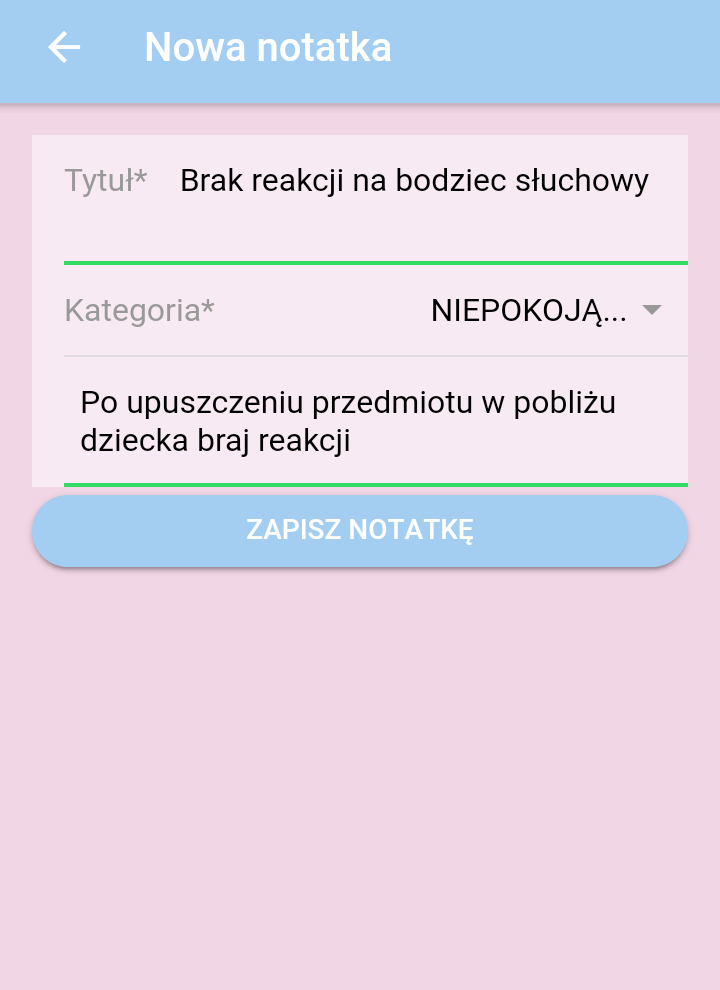 Nowa notatka
Tytuł* Brak reakcji na bodziec słuchowy
Kategoria* NIEPOKOJĄ...
Po upuszczeniu przedmiotu w pobliżu
dziecka braj reakcji
ZAPISZ NOTATKĘ